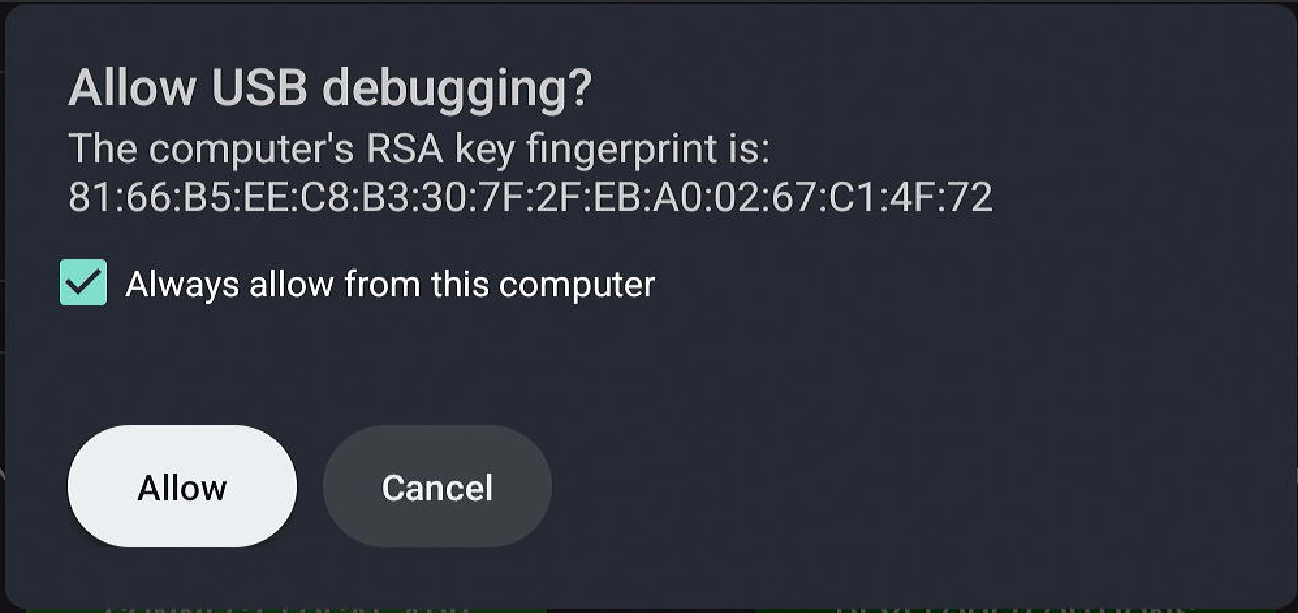 Allow USB debugging?
The computer's RSA key fingerprint is:
81:66:B5:EE:C8:B3:30:7F:2F:EB:A0:02:67:C1:4F:72
Always allow from this computer
Allow
Cancel